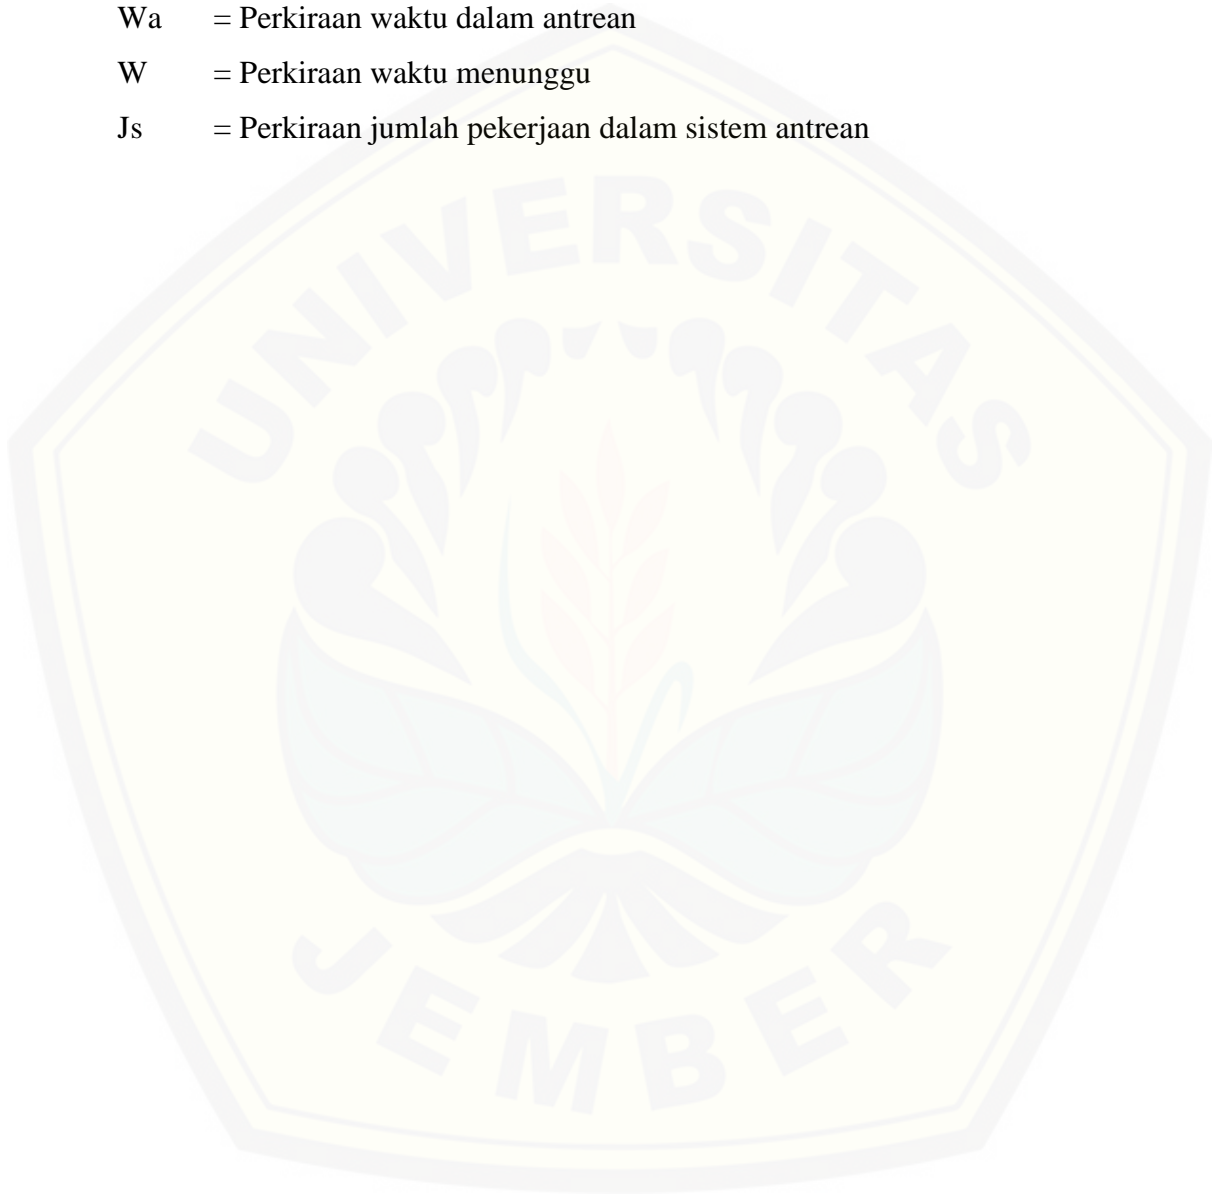 Wa = Perkiraan waktu dalam antrean
W = Perkiraan waktu menunggu
Js = Perkiraan jumlah pekerjaan dalam sistem antrean
UNIVERSITAS
JEMBER